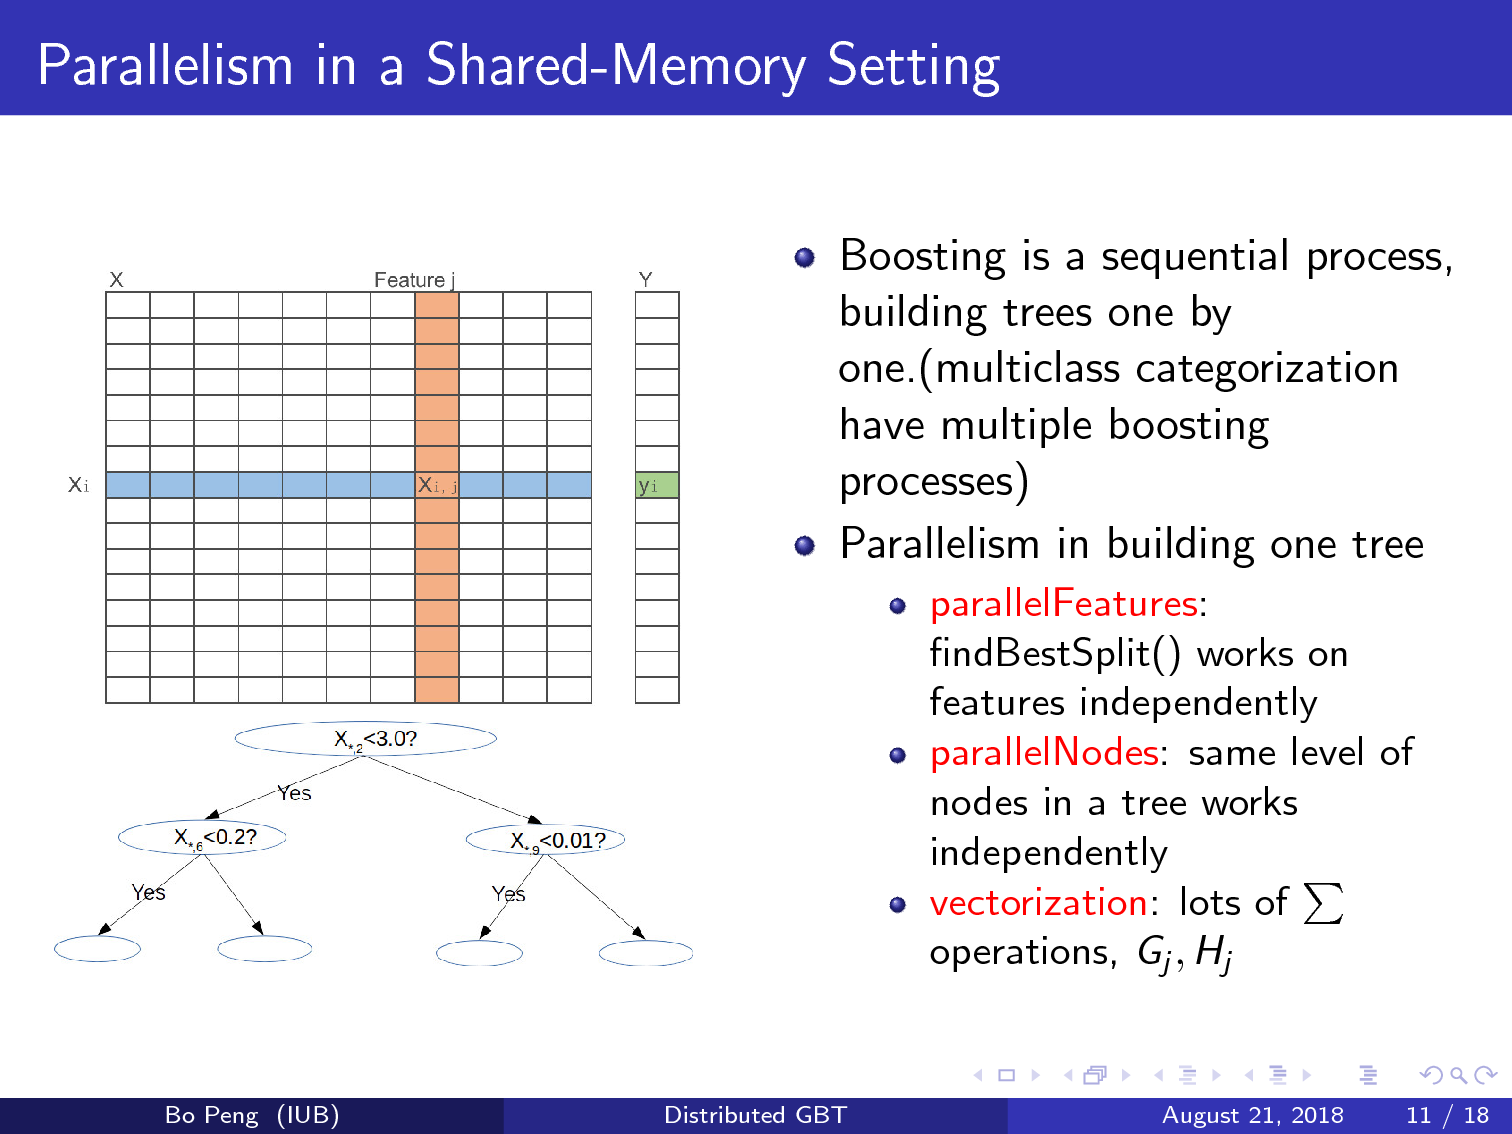 Parallelism in a Shared-Memory Setting
X Feature j Y
Xi Xi,j yi
X*,2<3.0?
Yes
X*,6<0.2? X*,9<0.01?
Yes Yes
Boosting is a sequential process,
building trees one by
one.(multiclass categorization
have multiple boosting
processes)
Parallelism in building one tree
parallelFeatures:
findBestSplit() works on
features independently
parallelNodes: same level of
nodes in a tree works
independently
vectorization: lots of ∑
operations, Gj, Hj
Bo Peng (IUB) Distributed GBT August 21, 2018 11 / 18